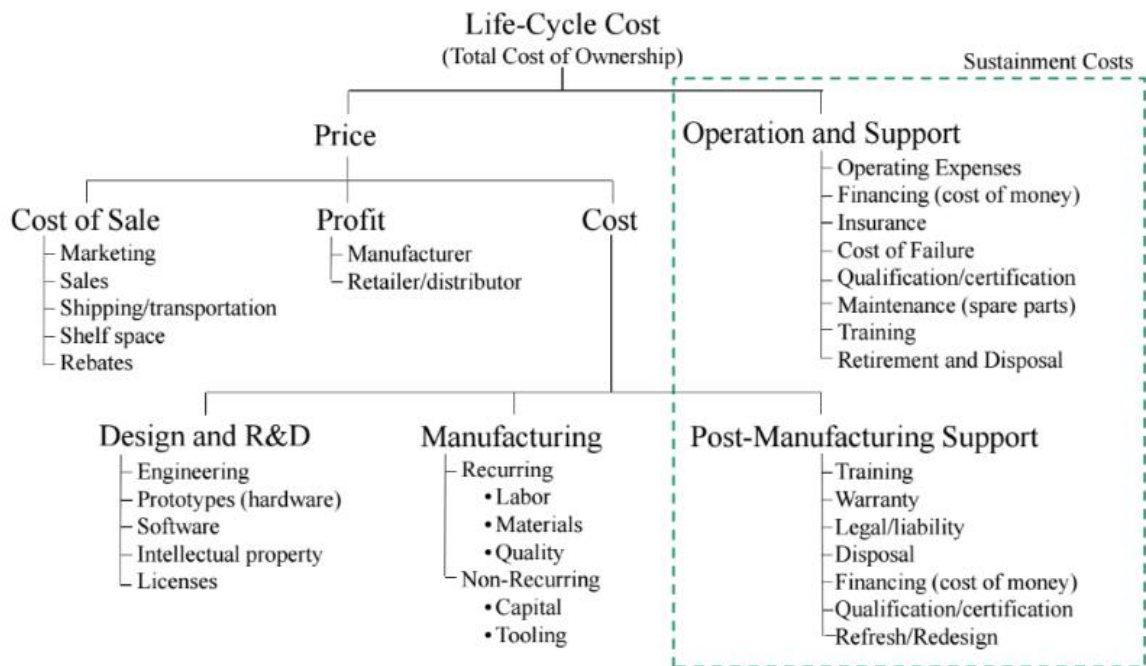 Life-Cycle Cost
(Total Cost of Ownership)
Sustainment Costs
Price
Operation and Support
Operating Expenses
Financing (cost of money)
Insurance
Cost of Failure
Qualification/certification
Maintenance (spare parts)
Training
Retirement and Disposal
Cost of Sale
Marketing
Sales
Shipping/transportation
Shelf space
Rebates
Profit
Manufacturer
Retailer/distributor
Cost
Design and R&D
Engineering
Prototypes (hardware)
Software
Intellectual property
Licenses
Manufacturing
Recurring
• Labor
• Materials
• Quality
Non-Recurring
• Capital
• Tooling
Post-Manufacturing Support
Training
Warranty
Legal/liability
Disposal
Financing (cost of money)
Qualification/certification
Refresh/Redesign